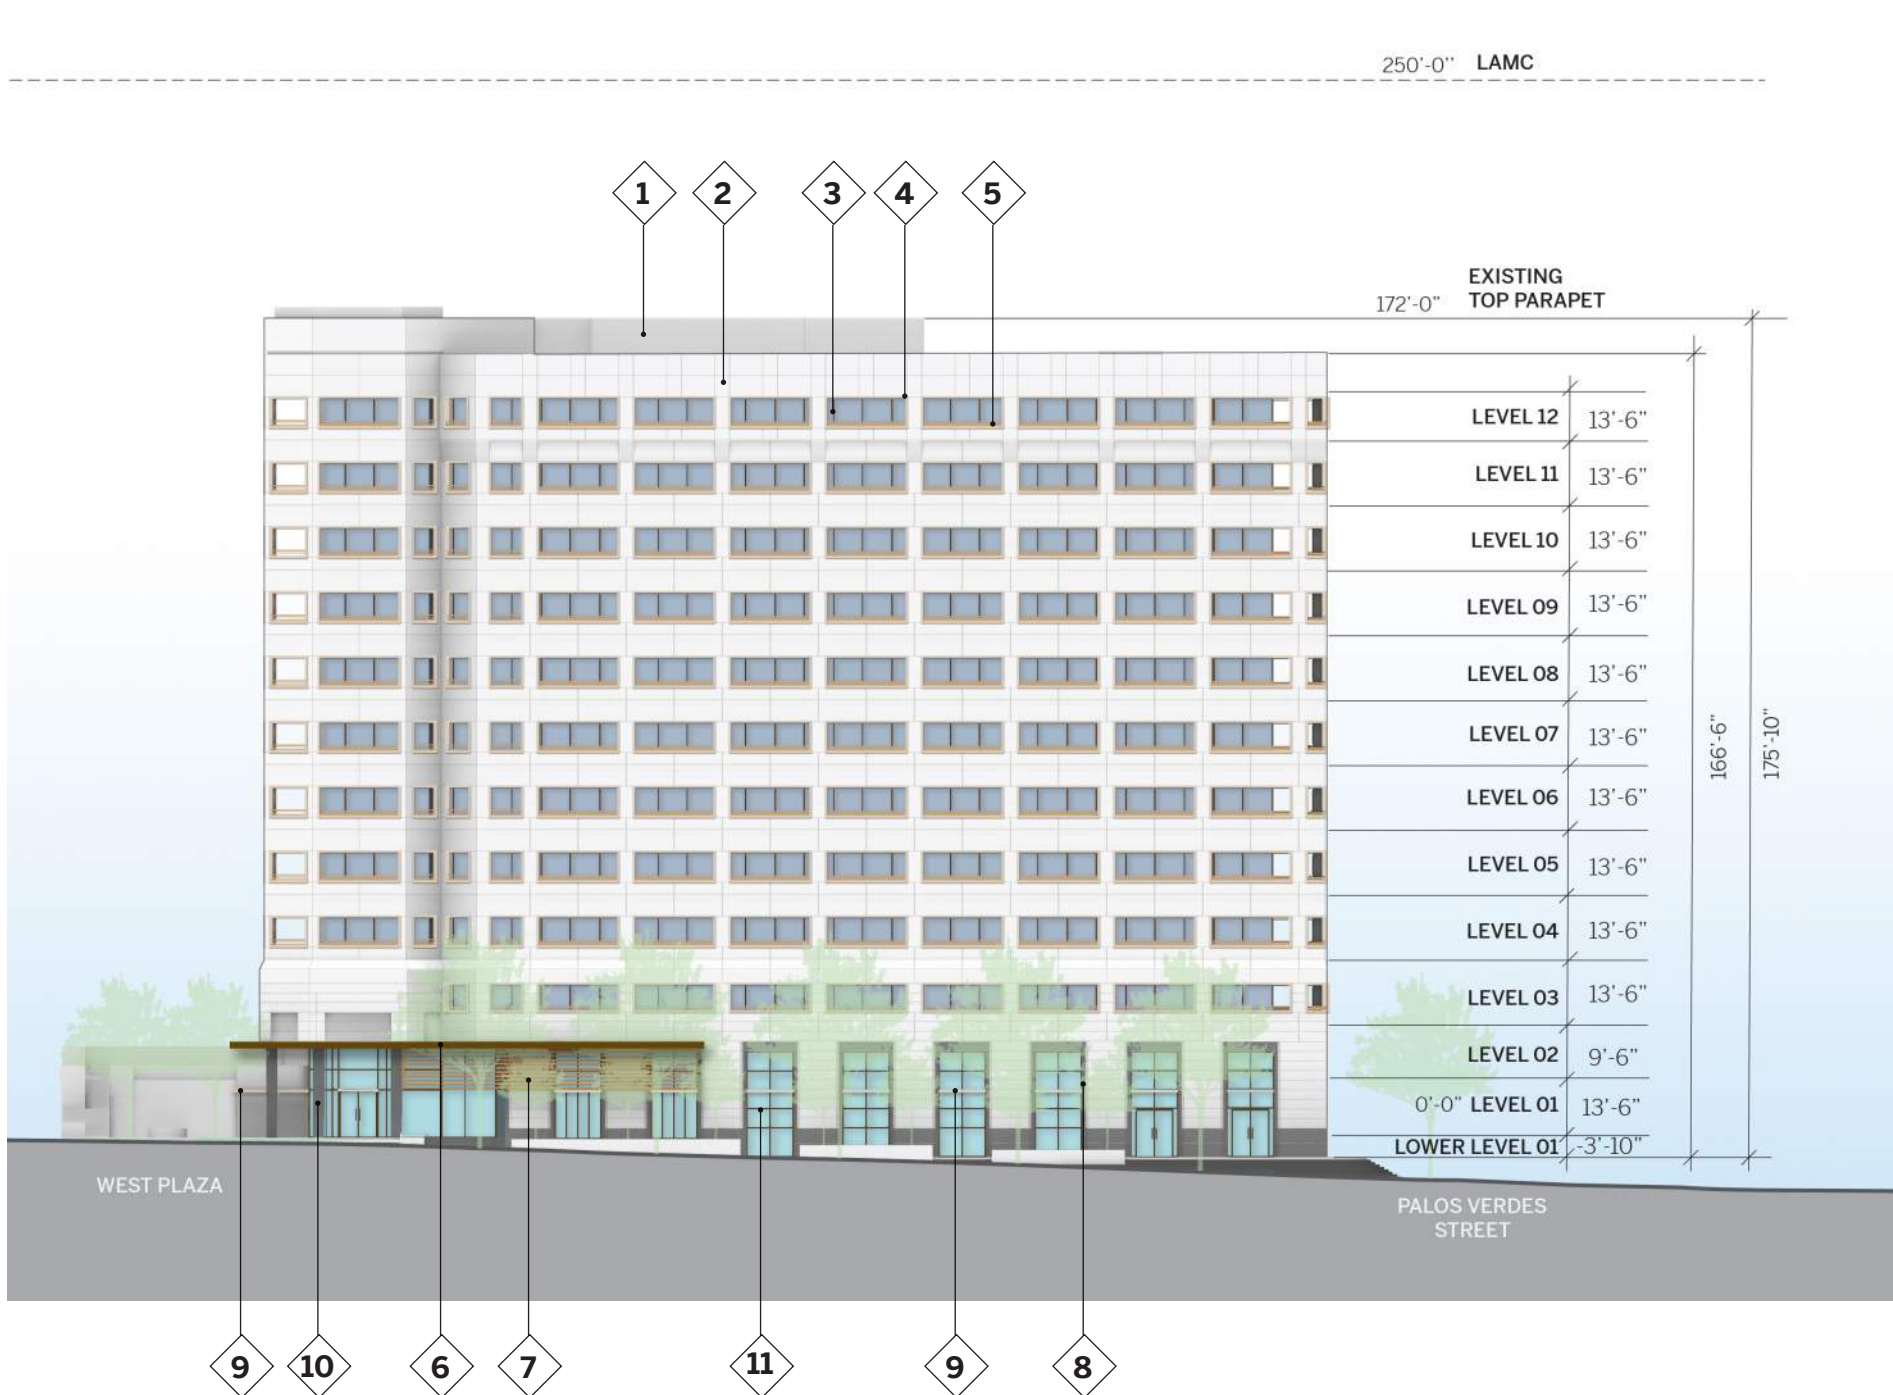 250'-0" LAMC
1 2 3 4 5
EXISTING
172'-0" TOP PARAPET
LEVEL 12 13'-6"
LEVEL 11 13'-6"
LEVEL 10 13'-6"
LEVEL 09 13'-6"
LEVEL 08 13'-6"
LEVEL 07 13'-6"
166'-6"
175'-10"
LEVEL 06 13'-6"
LEVEL 05 13'-6"
LEVEL 04 13'-6"
LEVEL 03 13'-6"
LEVEL 02 9'-6"
0'-0" LEVEL 01 13'-6"
LOWER LEVEL 01 -3'-10"
WEST PLAZA
PALOS VERDES
STREET
9 10 6 7 11 9 8